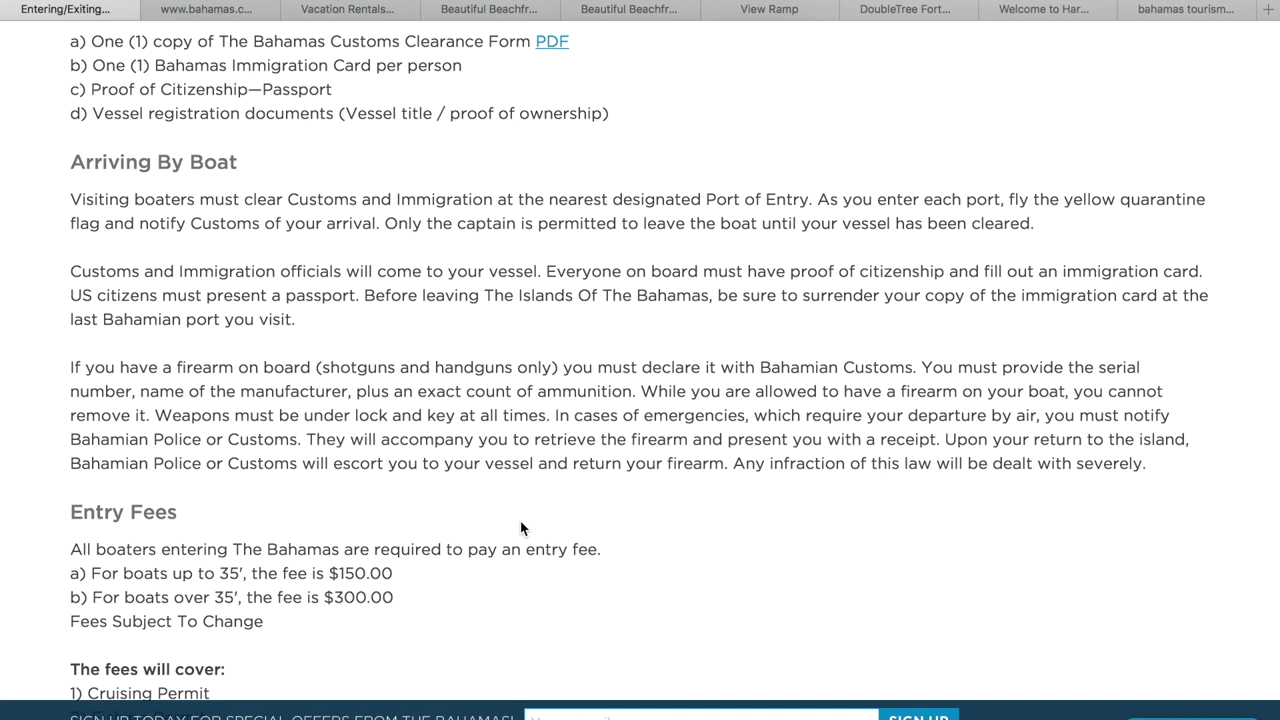 Entering/Exiting...
www.bahamas.c...
Vacation Rentals...
Beautiful Beachfr...
Beautiful Beachfr...
View Ramp
DoubleTree Fort...
Welcome to Har...
bahamas tourism...
a) One (1) copy of The Bahamas Customs Clearance Form PDF
b) One (1) Bahamas Immigration Card per person
c) Proof of Citizenship—Passport
d) Vessel registration documents (Vessel title / proof of ownership)
Arriving By Boat
Visiting boaters must clear Customs and Immigration at the nearest designated Port of Entry. As you enter each port, fly the yellow quarantine
flag and notify Customs of your arrival. Only the captain is permitted to leave the boat until your vessel has been cleared.
Customs and Immigration officials will come to your vessel. Everyone on board must have proof of citizenship and fill out an immigration card.
US citizens must present a passport. Before leaving The Islands Of The Bahamas, be sure to surrender your copy of the immigration card at the
last Bahamian port you visit.
If you have a firearm on board (shotguns and handguns only) you must declare it with Bahamian Customs. You must provide the serial
number, name of the manufacturer, plus an exact count of ammunition. While you are allowed to have a firearm on your boat, you cannot
remove it. Weapons must be under lock and key at all times. In cases of emergencies, which require your departure by air, you must notify
Bahamian Police or Customs. They will accompany you to retrieve the firearm and present you with a receipt. Upon your return to the island,
Bahamian Police or Customs will escort you to your vessel and return your firearm. Any infraction of this law will be dealt with severely.
Entry Fees
All boaters entering The Bahamas are required to pay an entry fee.
a) For boats up to 35', the fee is $150.00
b) For boats over 35', the fee is $300.00
Fees Subject To Change
The fees will cover:
1) Cruising Permit
SIGN UP TODAY FOR SPECIAL OFFERS FROM THE BAHAMAS!
SIGN UP